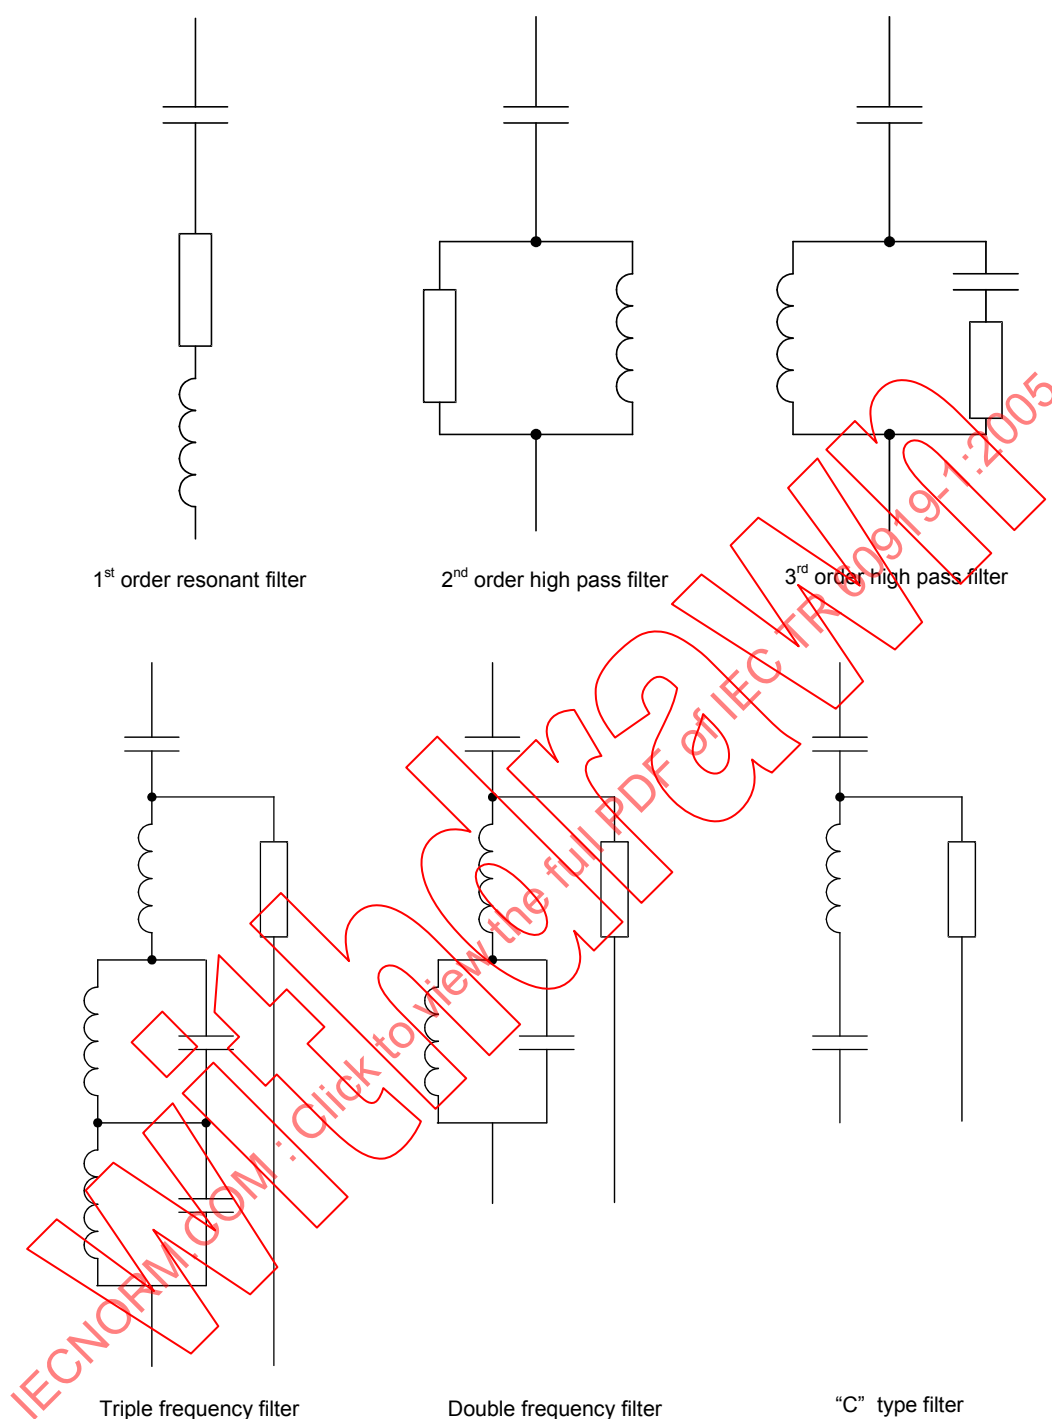 1st order resonant filter
2nd order high pass filter
3rd order high pass filter
Triple frequency filter
Double frequency filter
“C” type filter
Withdrawn
IECNORM.COM : Click to view the full PDF of IEC TR 60919-1:2005